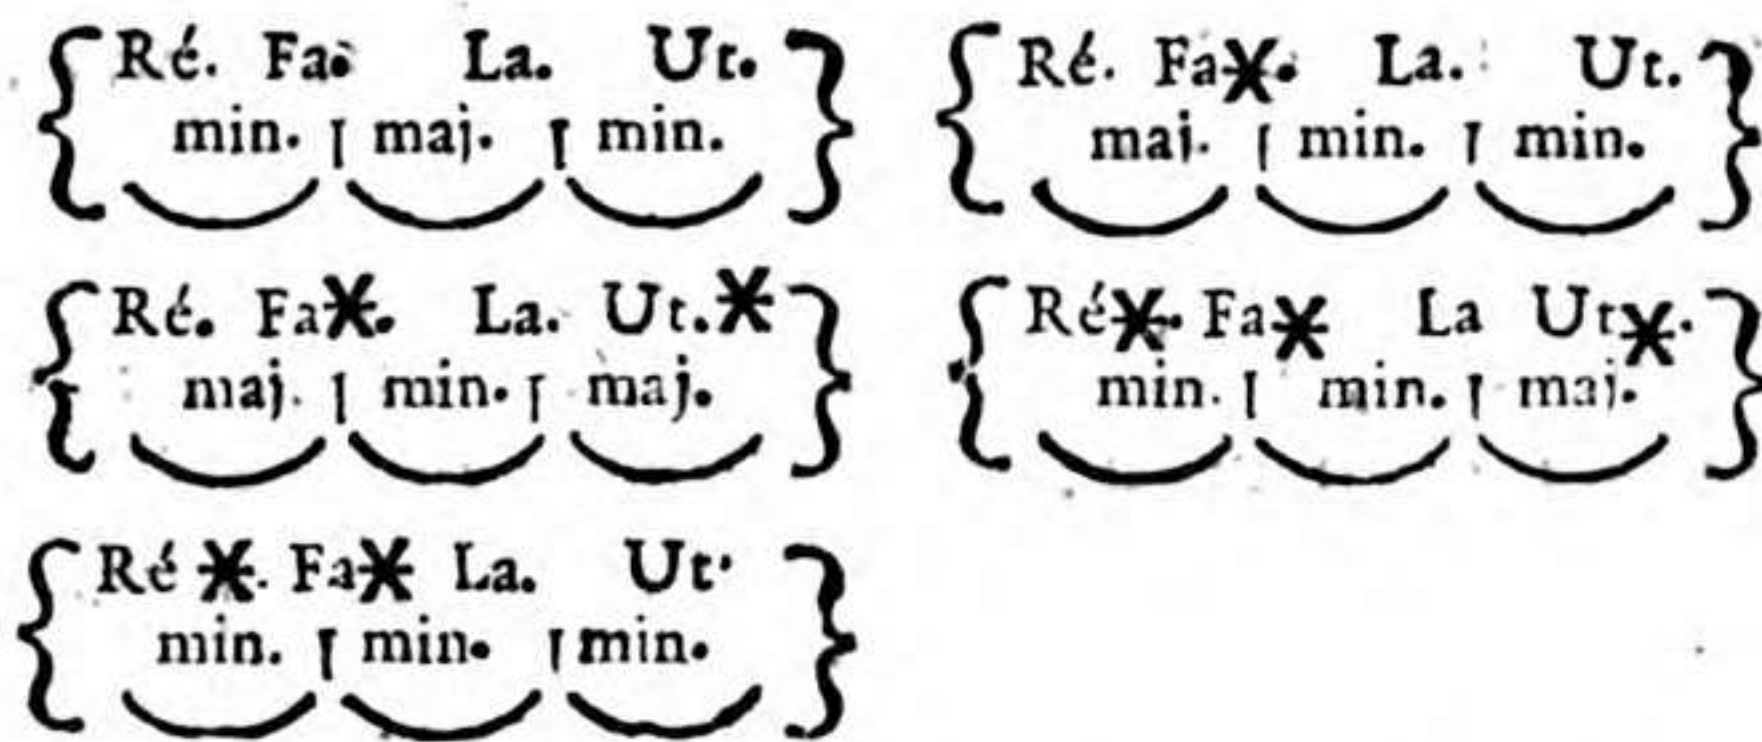 Ré. Fa. La. Ut.
min. maj. min.
Ré. Fa✕. La. Ut.
maj. min. min.
Ré. Fa✕. La. Ut.✕
maj. min. maj.
Ré✕. Fa✕ La Ut✕.
min. min. maj.
Ré ✕. Fa✕ La. Ut.
min. min. min.